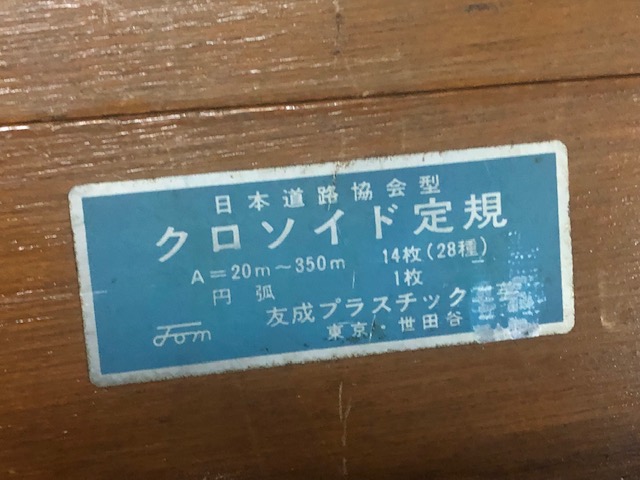 日本道路協会型
クロソイド定規
A=20m~350m 14枚(28種)
円弧 1枚
友成プラスチック
Tom 東京・世田谷